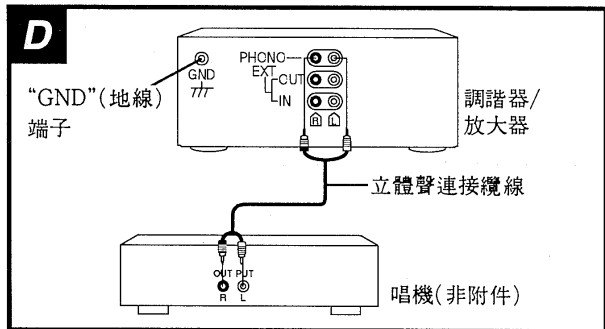 D
PHONO
EXT
GND
OUT
IN
R L
“GND”(地線)
端子
調諧器/
放大器
立體聲連接纜線
OUT PUT
R L
唱機(非附件)